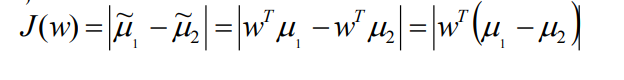 J(w) = |μ̃₁ − μ̃₂| = |wᵀμ₁ − wᵀμ₂| = |wᵀ(μ₁ − μ₂)|